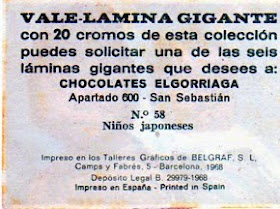 VALE-LAMINA GIGANTE
con 20 cromos de esta colección
puedes solicitar una de las seis
láminas gigantes que desees a:
CHOCOLATES ELGORRIAGA
Apartado 600 - San Sebastián
N.º 58
Niños japoneses
Impreso en los Talleres Gráficos de BELGRAF, S. L.
Camps y Fabrés, 5 - Barcelona, 1968
Depósito Legal B. 29979-1968
Impreso en España - Printed in Spain